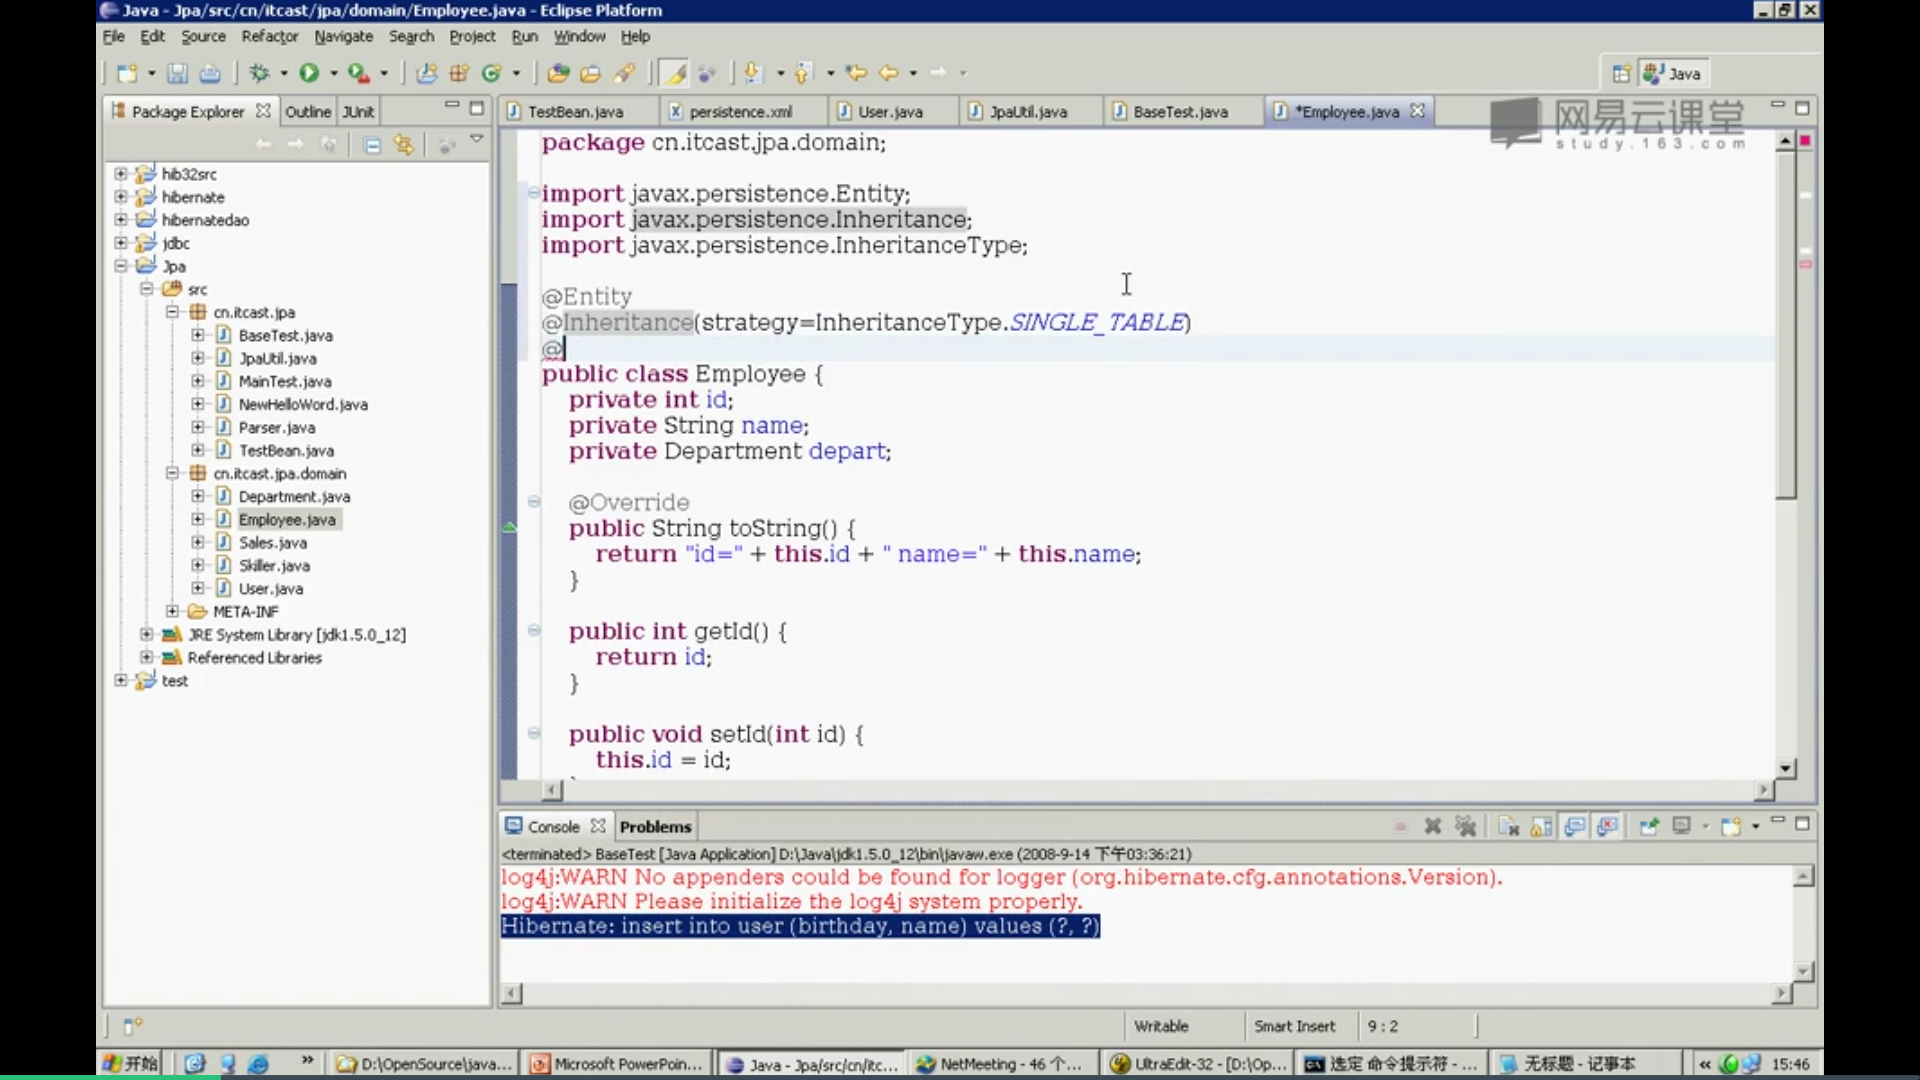 Java - Jpa/src/cn/itcast/jpa/domain/Employee.java - Eclipse Platform
File Edit Source Refactor Navigate Search Project Run Window Help
Java
Package Explorer Outline JUnit
TestBean.java persistence.xml User.java JpaUtil.java BaseTest.java *Employee.java
网易云课堂
study.163.com
hib32src
hibernate
hibernatedao
jdbc
Jpa
src
cn.itcast.jpa
BaseTest.java
JpaUtil.java
MainTest.java
NewHelloWord.java
Parser.java
TestBean.java
cn.itcast.jpa.domain
Department.java
Employee.java
Sales.java
Skiller.java
User.java
META-INF
JRE System Library [jdk1.5.0_12]
Referenced Libraries
test
package cn.itcast.jpa.domain;
import javax.persistence.Entity;
import javax.persistence.Inheritance;
import javax.persistence.InheritanceType;
@Entity
@Inheritance(strategy=InheritanceType.SINGLE_TABLE)
@
public class Employee {
private int id;
private String name;
private Department depart;
@Override
public String toString() {
return "id=" + this.id + " name=" + this.name;
}
public int getId() {
return id;
}
public void setId(int id) {
this.id = id;
Console Problems
<terminated> BaseTest [Java Application] D:\Java\jdk1.5.0_12\bin\javaw.exe (2008-9-14 下午03:36:21)
log4j:WARN No appenders could be found for logger (org.hibernate.cfg.annotations.Version).
log4j:WARN Please initialize the log4j system properly.
Hibernate: insert into user (birthday, name) values (?, ?)
Writable Smart Insert 9 : 2
开始 » D:\OpenSource\java... Microsoft PowerPoin... Java - Jpa/src/cn/itc... NetMeeting - 46 个... UltraEdit-32 - [D:\Op... 选定 命令提示符 - ... 无标题 - 记事本 « 15:46